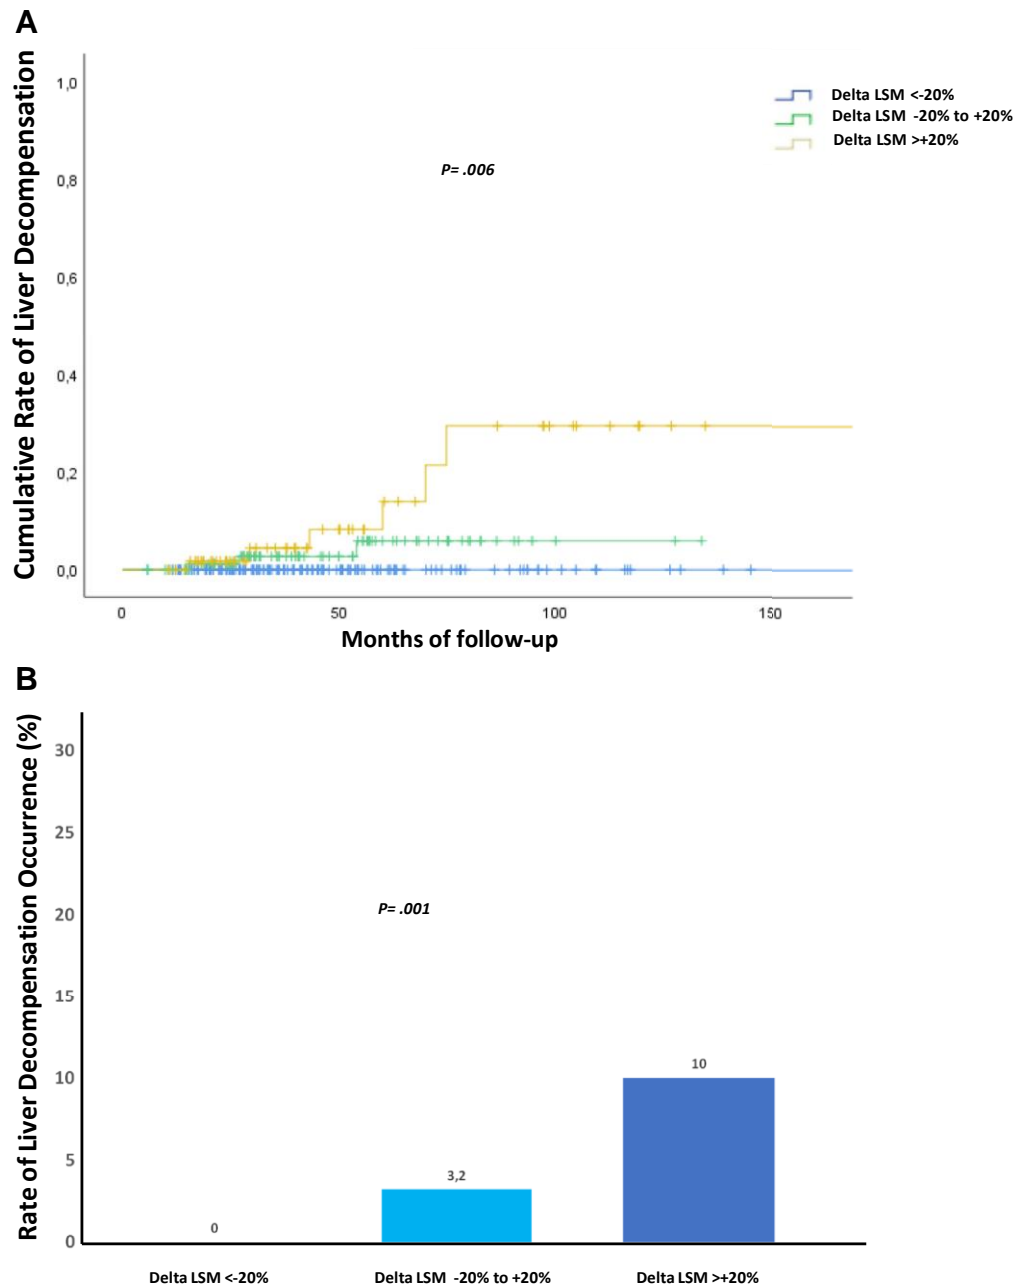 A
Cumulative Rate of Liver Decompensation
1,0
0,8
0,6
0,4
0,2
0,0
Delta LSM <-20%
Delta LSM -20% to +20%
Delta LSM >+20%
P= .006
0
50
100
150
Months of follow-up
B
Rate of Liver Decompensation Occurrence (%)
30
25
20
15
10
5
0
P= .001
0
3,2
10
Delta LSM <-20%
Delta LSM -20% to +20%
Delta LSM >+20%